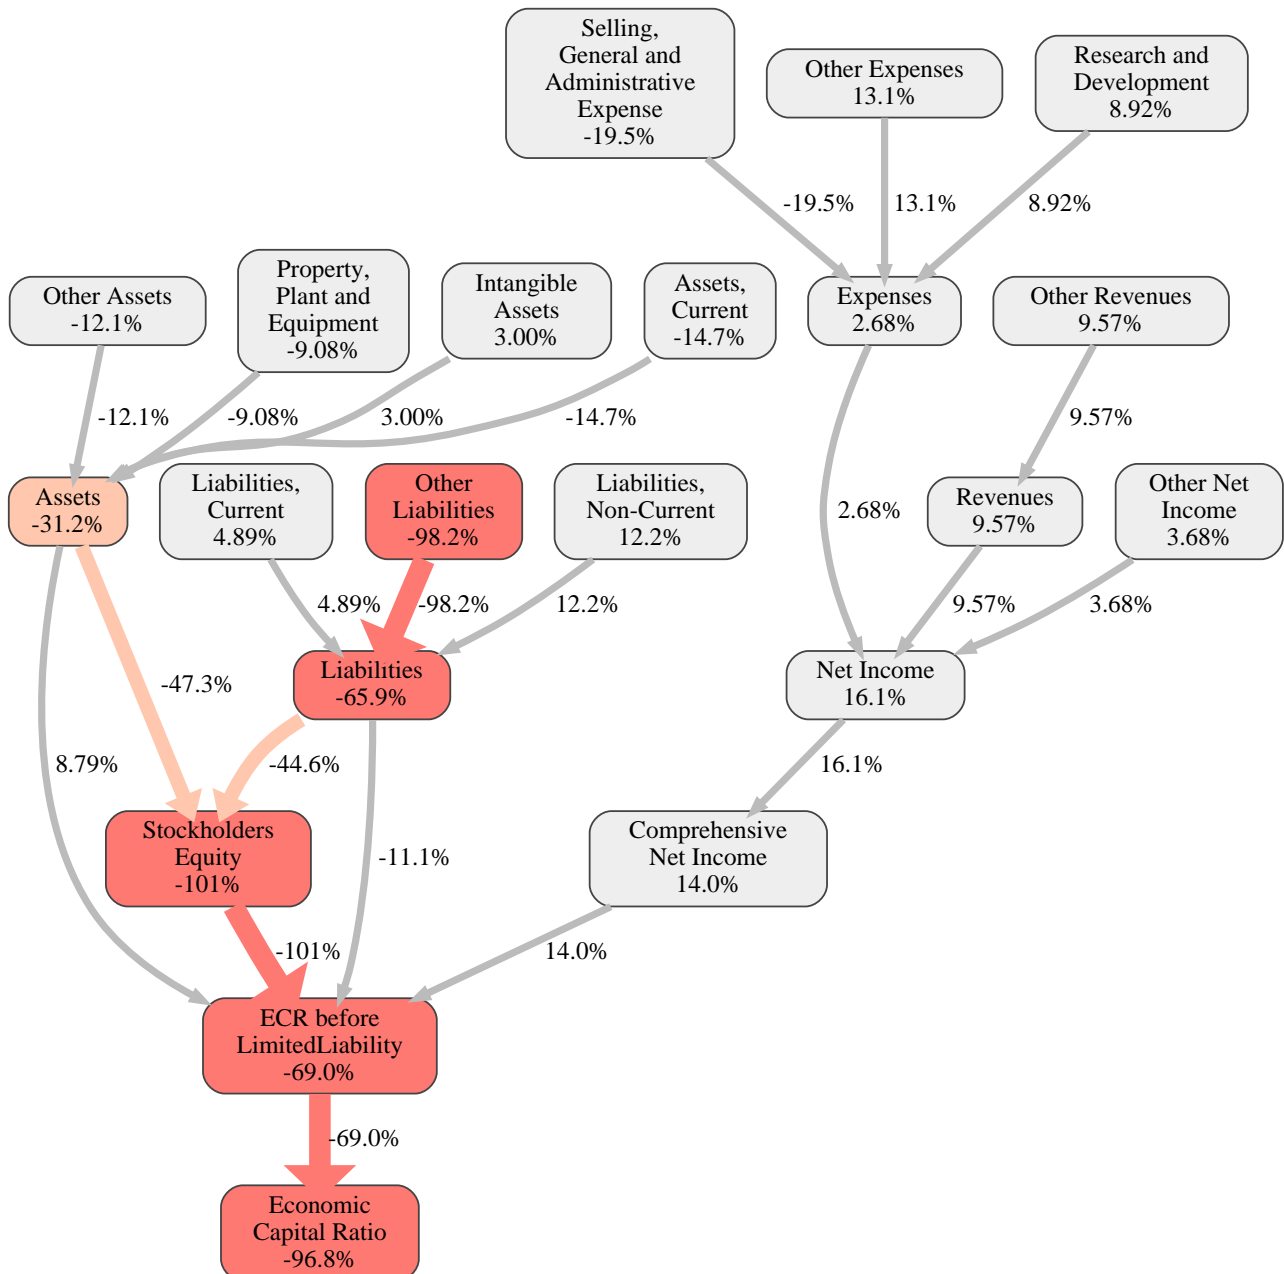 Selling,
General and
Administrative
Expense
-19.5%
Other Expenses
13.1%
Research and
Development
8.92%
-19.5%
13.1%
8.92%
Other Assets
-12.1%
Property,
Plant and
Equipment
-9.08%
Intangible
Assets
3.00%
Assets,
Current
-14.7%
Expenses
2.68%
Other Revenues
9.57%
-12.1%
-9.08%
3.00%
-14.7%
9.57%
Assets
-31.2%
Liabilities,
Current
4.89%
Other
Liabilities
-98.2%
Liabilities,
Non-Current
12.2%
2.68%
Revenues
9.57%
Other Net
Income
3.68%
4.89%
-98.2%
12.2%
9.57%
3.68%
-47.3%
Liabilities
-65.9%
Net Income
16.1%
8.79%
-44.6%
16.1%
Stockholders
Equity
-101%
-11.1%
Comprehensive
Net Income
14.0%
-101%
14.0%
ECR before
LimitedLiability
-69.0%
-69.0%
Economic
Capital Ratio
-96.8%